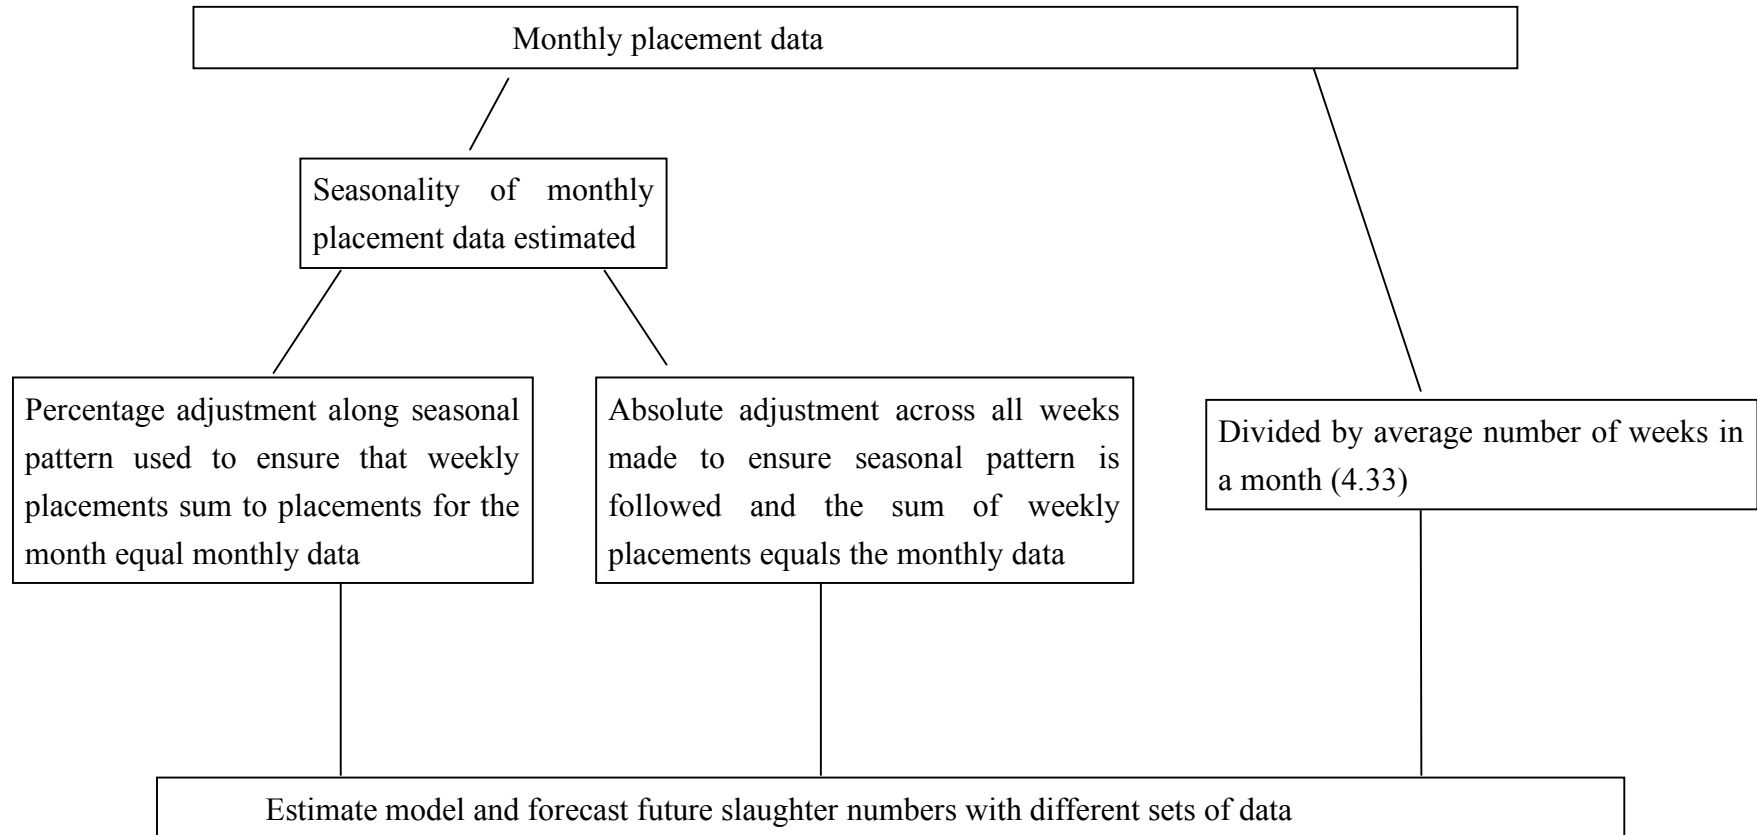 Monthly placement data
Seasonality of monthly
placement data estimated
Percentage adjustment along seasonal
pattern used to ensure that weekly
placements sum to placements for the
month equal monthly data
Absolute adjustment across all weeks
made to ensure seasonal pattern is
followed and the sum of weekly
placements equals the monthly data
Divided by average number of weeks in
a month (4.33)
Estimate model and forecast future slaughter numbers with different sets of data